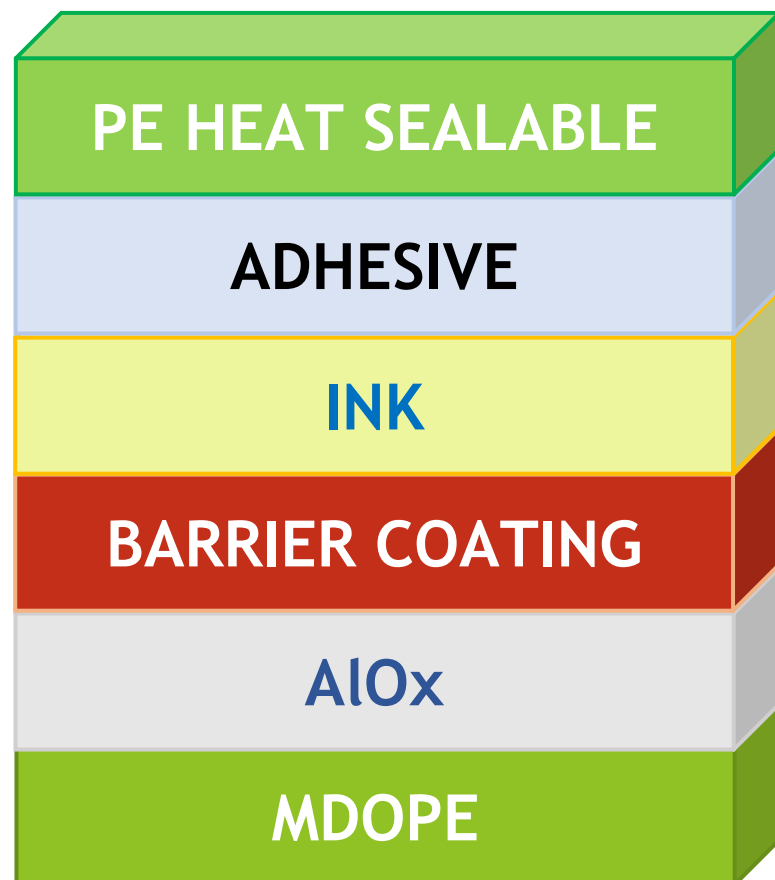 PE HEAT SEALABLE
ADHESIVE
INK
BARRIER COATING
AlOx
MDOPE